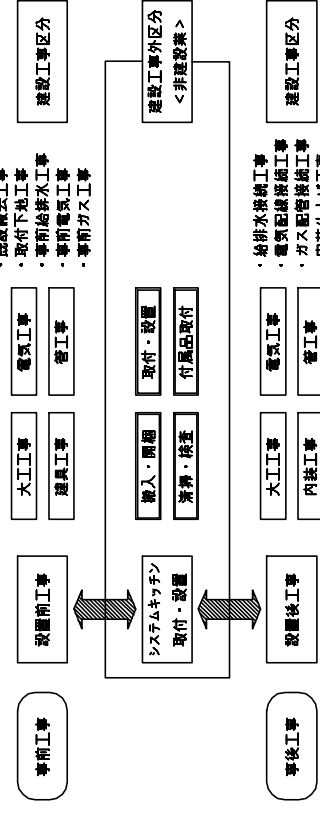 事前工事
設置前工事
大工工事
建具工事
電気工事
管工事
・取付下地工事
・事前給排水工事
・事前電気工事
・事前ガス工事
建設工事区分
システムキッチン
取付・設置
搬入・開梱
清掃・検査
取付・設置
付属品取付
建設工事外区分
＜非建設業＞
事後工事
設置後工事
大工工事
内装工事
電気工事
管工事
・給排水接続工事
・電気配線接続工事
・ガス配管接続工事
建設工事区分